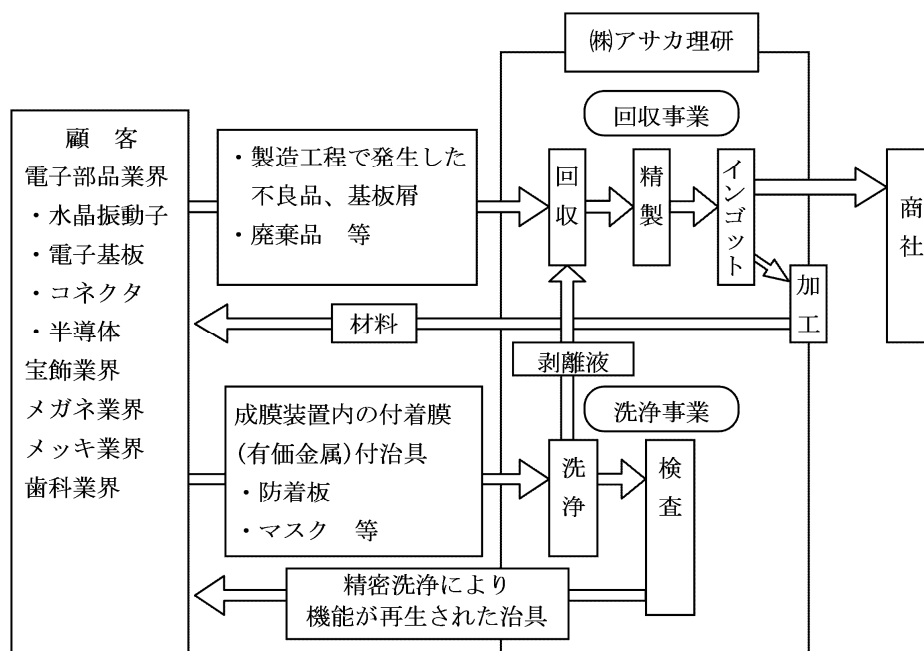 ㈱アサカ理研
顧　客
電子部品業界
・水晶振動子
・電子基板
・コネクタ
・半導体
宝飾業界
メガネ業界
メッキ業界
歯科業界
・製造工程で発生した
不良品、基板層
・廃棄品　等
回収事業
回収
精製
インゴット
加工
商社
材料
剥離液
洗浄事業
成膜装置内の付着膜
(有価金属)付治具
・防着板
・マスク　等
洗浄
検査
精密洗浄により
機能が再生された治具